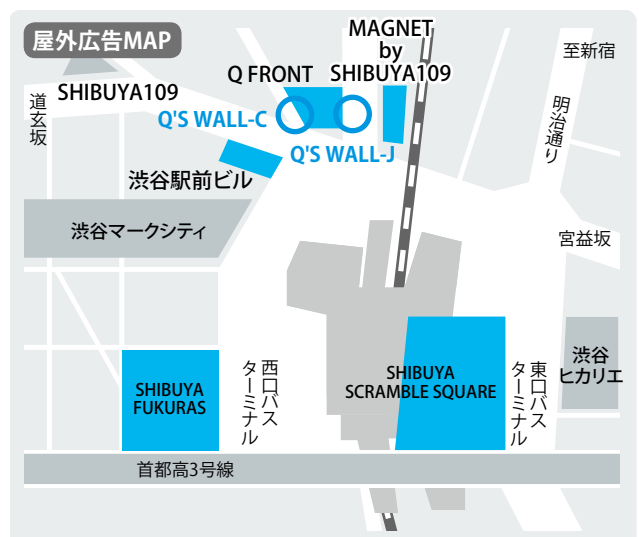 屋外広告MAP
MAGNET
by
SHIBUYA109
至新宿
Q FRONT
SHIBUYA109
道玄坂
Q'S WALL-C
明治通り
Q'S WALL-J
渋谷駅前ビル
渋谷マークシティ
宮益坂
渋谷
ヒカリエ
SHIBUYA
FUKURAS
西口バス
ターミナル
SHIBUYA
SCRAMBLE SQUARE
東口バス
ターミナル
首都高3号線